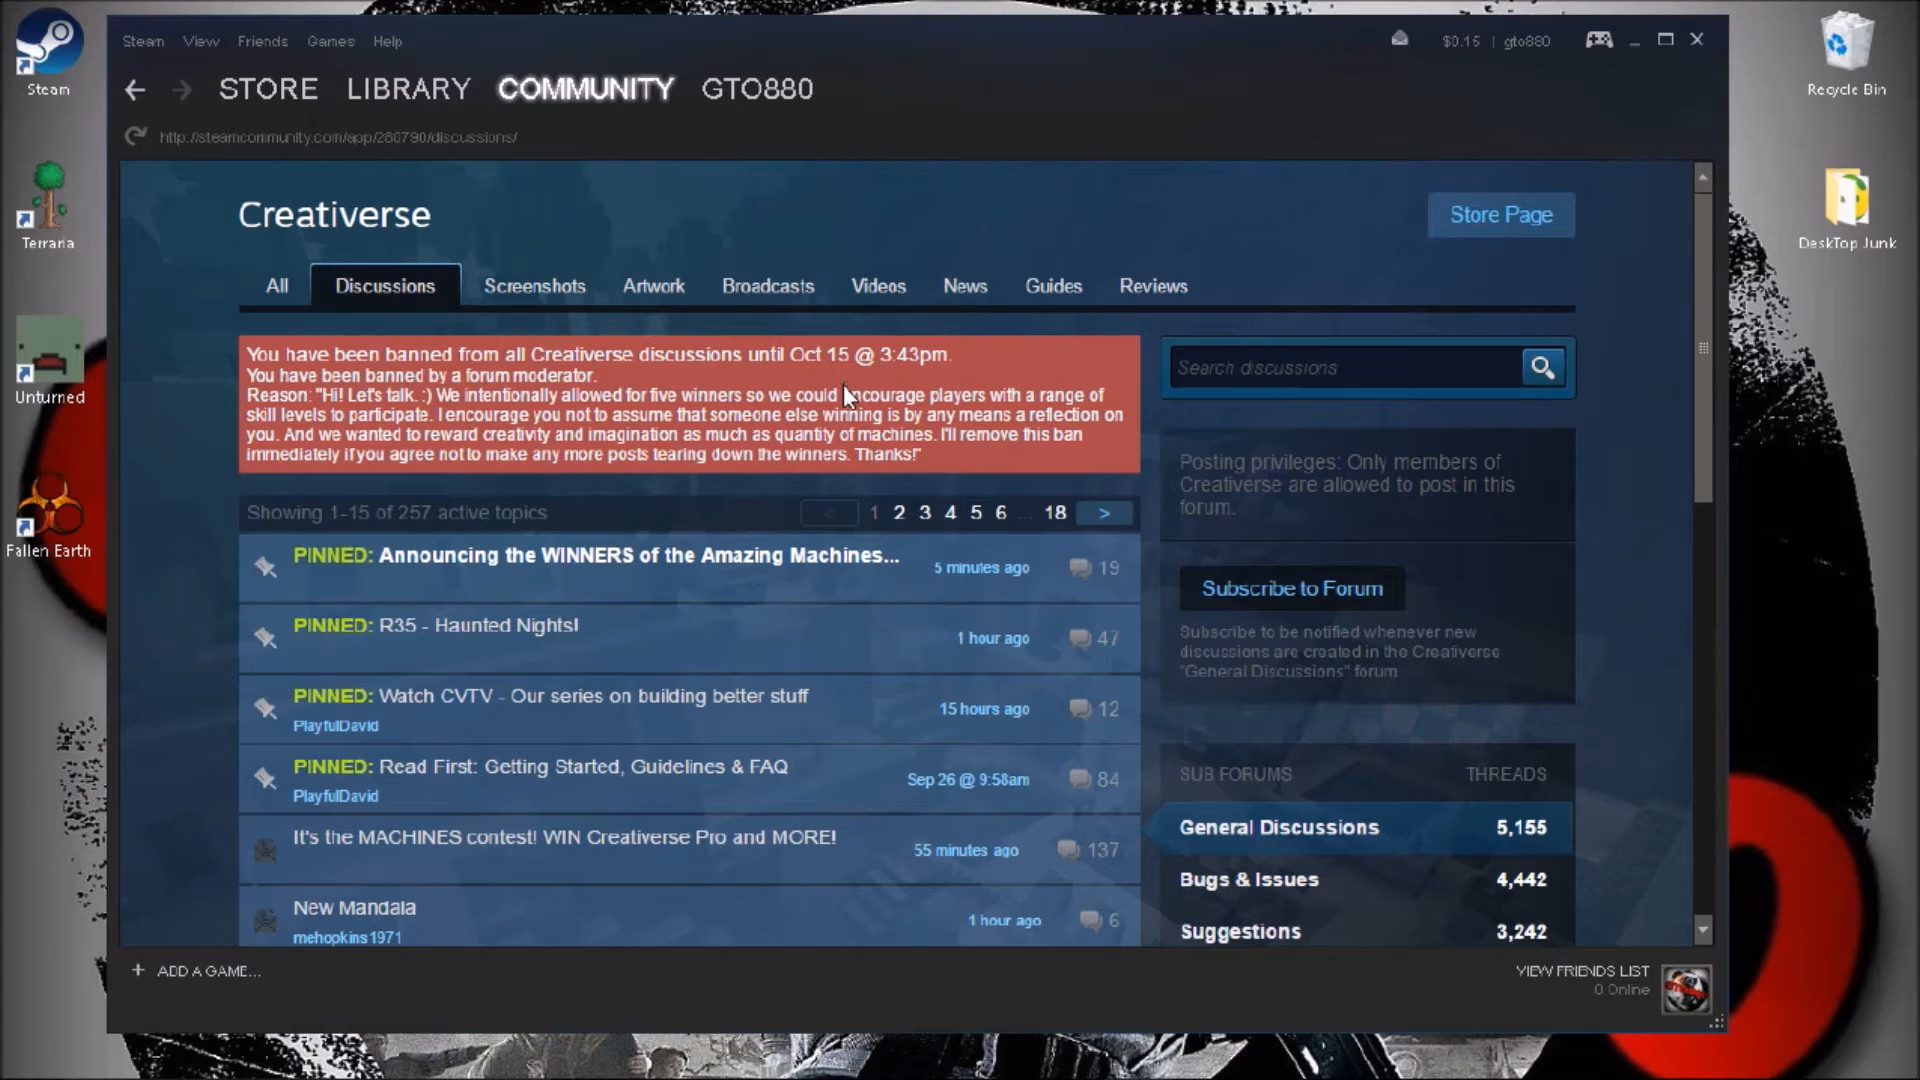 Steam View Friends Games Help
$0.15 | gto880
STORE LIBRARY COMMUNITY GTO880
http://steamcommunity.com/app/280790/discussions/
Steam
Terraria
Unturned
Fallen Earth
Recycle Bin
DeskTop Junk
Creativerse
Store Page
All Discussions Screenshots Artwork Broadcasts Videos News Guides Reviews
You have been banned from all Creativerse discussions until Oct 15 @ 3:43pm.
You have been banned by a forum moderator.
Reason: "Hi! Let's talk. :) We intentionally allowed for five winners so we could encourage players with a range of
skill levels to participate. I encourage you not to assume that someone else winning is by any means a reflection on
you. And we wanted to reward creativity and imagination as much as quantity of machines. I'll remove this ban
immediately if you agree not to make any more posts tearing down the winners. Thanks!"
Search discussions
Posting privileges: Only members of
Creativerse are allowed to post in this
forum.
Subscribe to Forum
Subscribe to be notified whenever new
discussions are created in the Creativerse
"General Discussions" forum
Showing 1-15 of 257 active topics
< 1 2 3 4 5 6 ... 18 >
PINNED: Announcing the WINNERS of the Amazing Machines... 5 minutes ago 19
PINNED: R35 - Haunted Nights! 1 hour ago 47
PINNED: Watch CVTV - Our series on building better stuff 15 hours ago 12
PlayfulDavid
PINNED: Read First: Getting Started, Guidelines & FAQ Sep 26 @ 9:58am 84
PlayfulDavid
It's the MACHINES contest! WIN Creativerse Pro and MORE! 55 minutes ago 137
New Mandala 1 hour ago 6
mehopkins1971
SUB FORUMS THREADS
General Discussions 5,155
Bugs & Issues 4,442
Suggestions 3,242
+ ADD A GAME...
VIEW FRIENDS LIST
0 Online